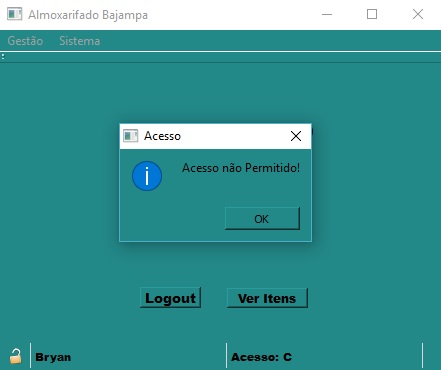 Almoxarifado Bajampa
Gestão Sistema
Acesso
Acesso não Permitido!
OK
Logout Ver Itens
Bryan Acesso: C